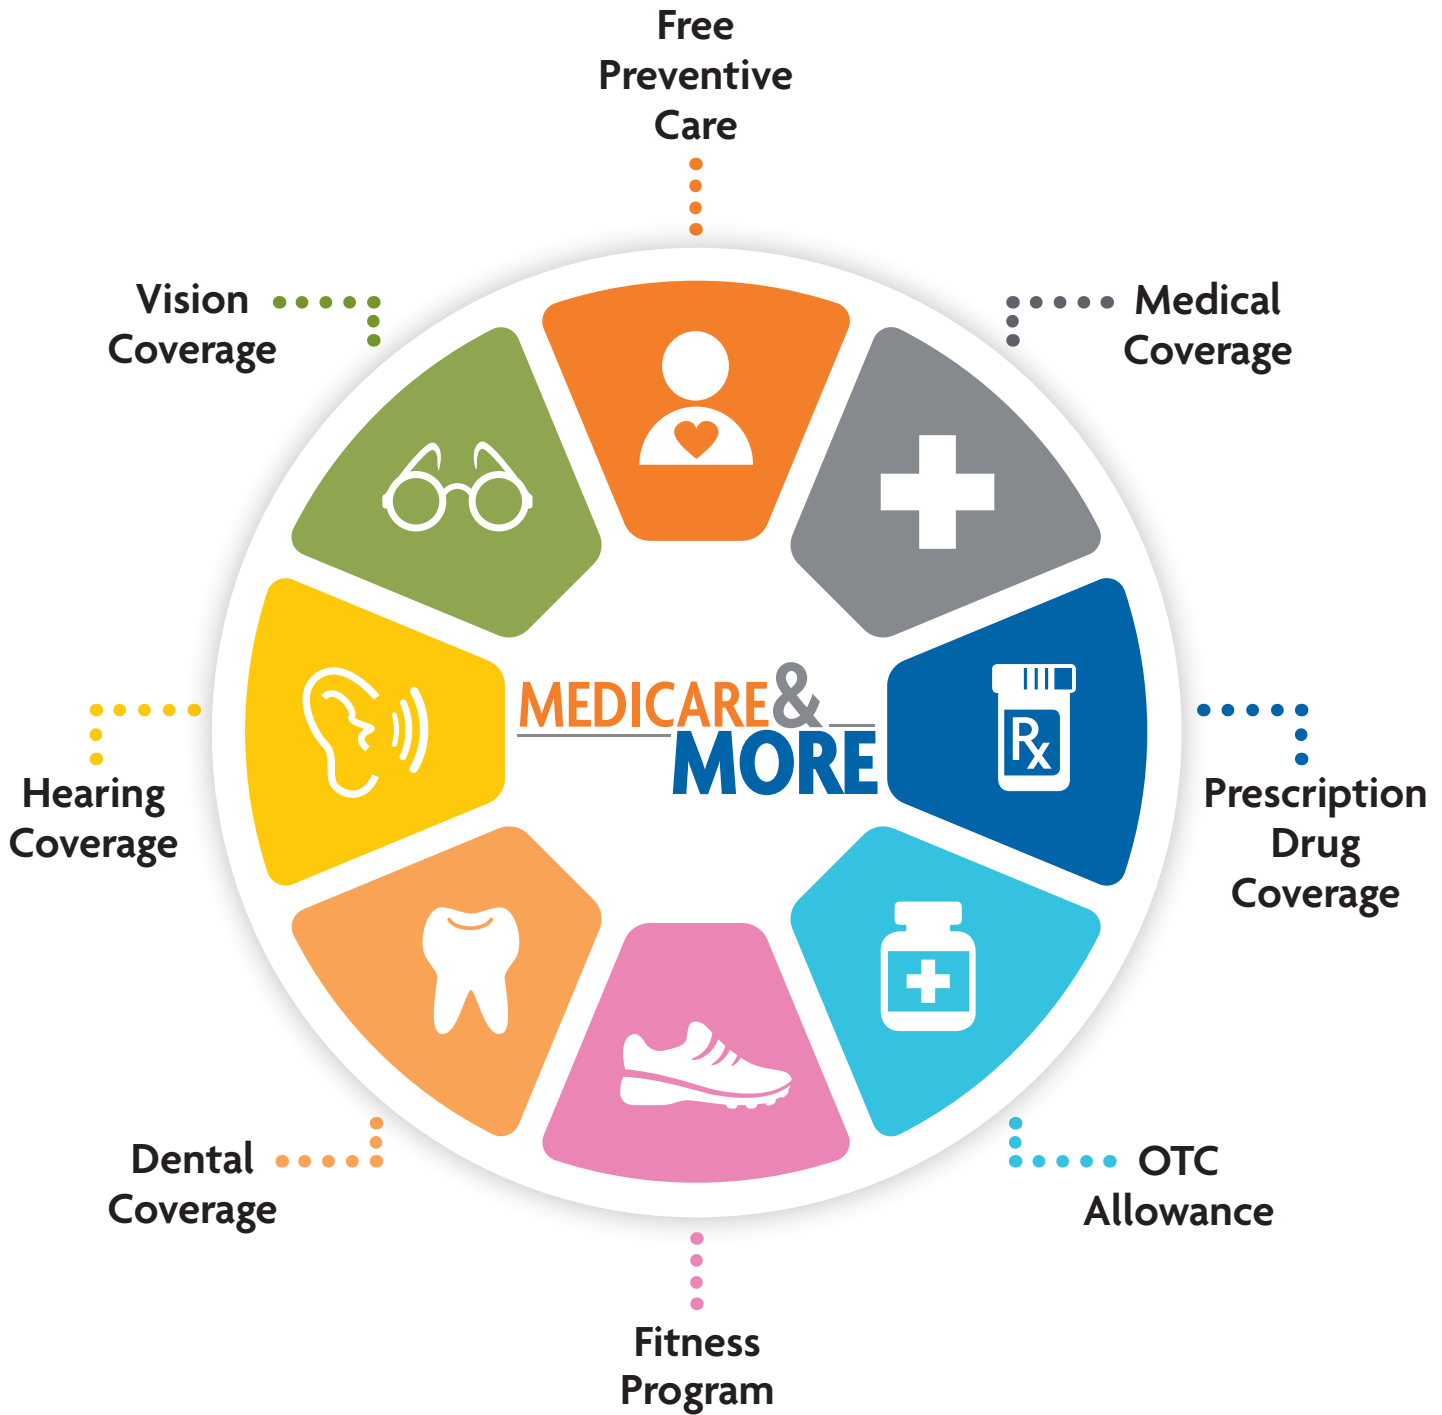 Free
Preventive
Care
Medical
Coverage
Prescription
Drug
Coverage
OTC
Allowance
Fitness
Program
Dental
Coverage
Hearing
Coverage
Vision
Coverage
MEDICARE&
MORE
Rx